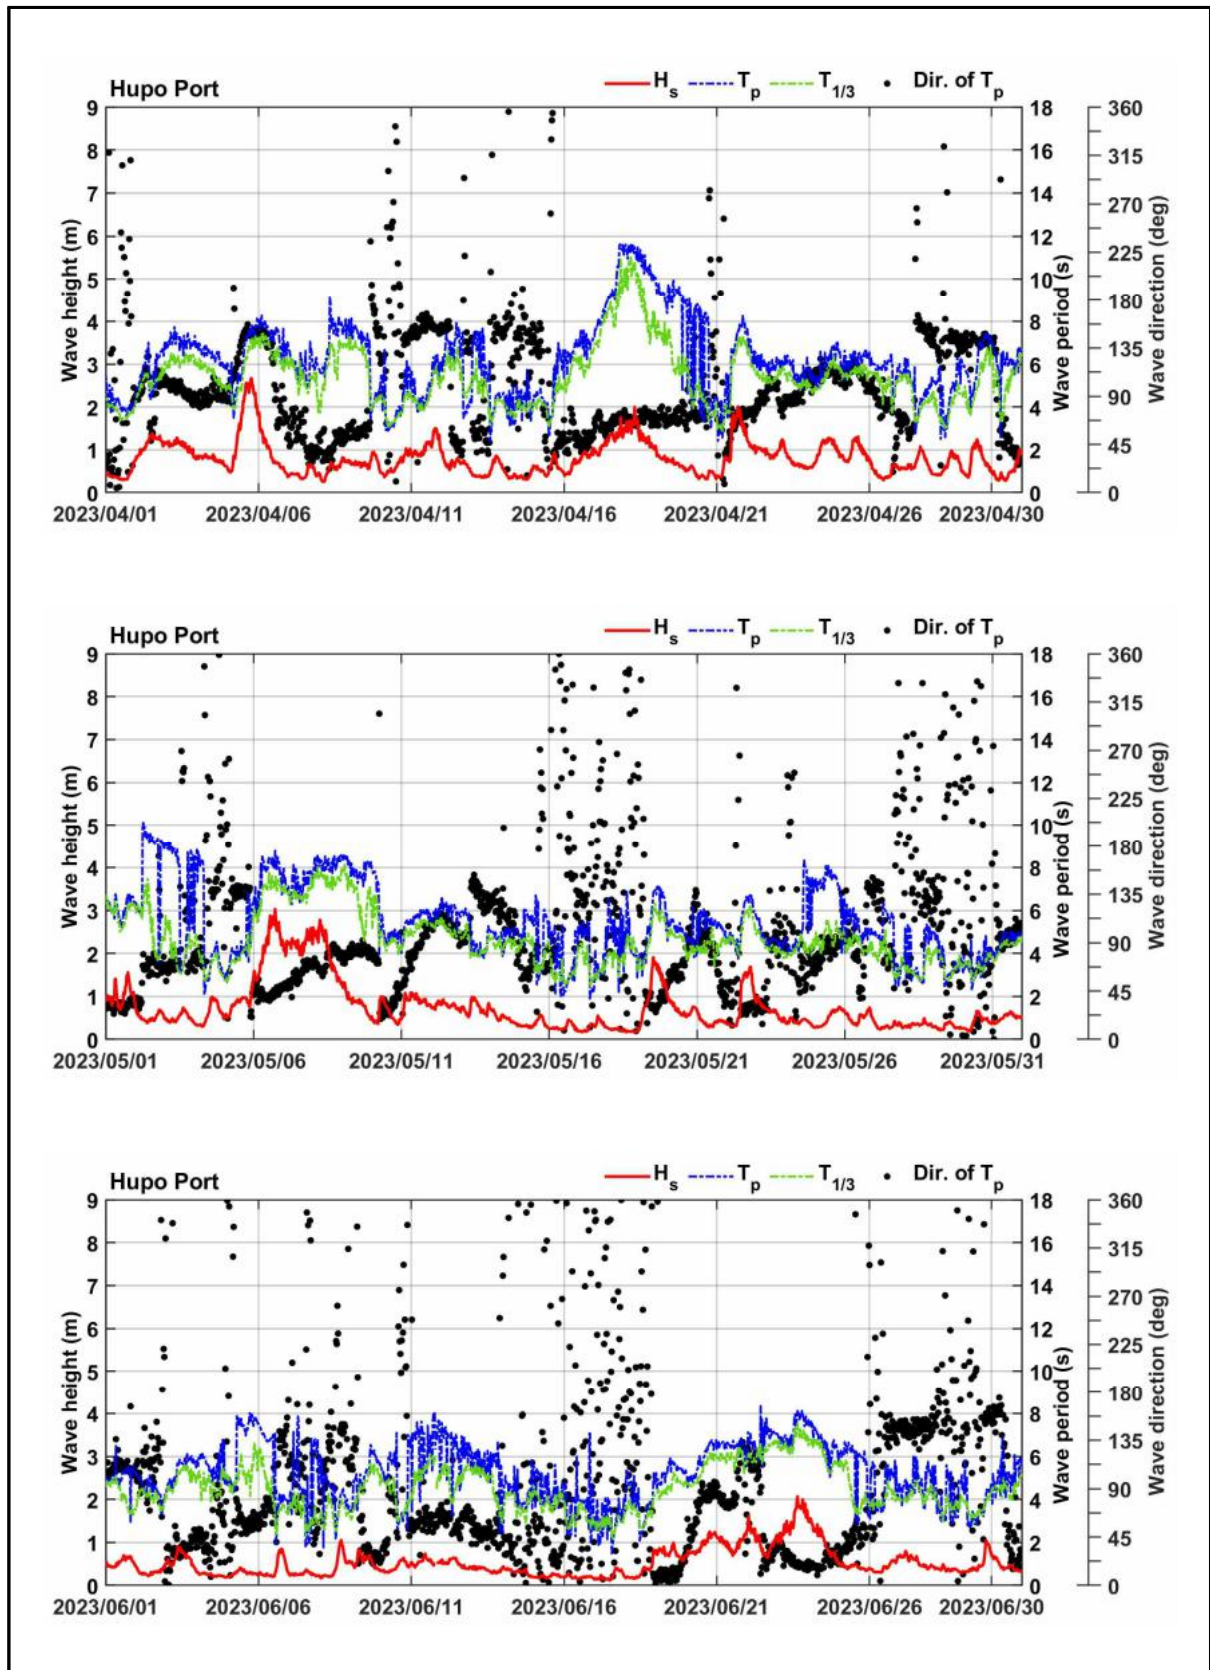 Hupo Port
Hs Tp T1/3 Dir. of Tp
9 18 360
8 16 315
7 14 270
6 12 225
5 10 180
4 8 135
3 6 90
2 4 45
1 2 0
0 0
Wave height (m)
Wave period (s)
Wave direction (deg)
2023/04/01 2023/04/06 2023/04/11 2023/04/16 2023/04/21 2023/04/26 2023/04/30
Hupo Port
Hs Tp T1/3 Dir. of Tp
9 18 360
8 16 315
7 14 270
6 12 225
5 10 180
4 8 135
3 6 90
2 4 45
1 2 0
0 0
Wave height (m)
Wave period (s)
Wave direction (deg)
2023/05/01 2023/05/06 2023/05/11 2023/05/16 2023/05/21 2023/05/26 2023/05/31
Hupo Port
Hs Tp T1/3 Dir. of Tp
9 18 360
8 16 315
7 14 270
6 12 225
5 10 180
4 8 135
3 6 90
2 4 45
1 2 0
0 0
Wave height (m)
Wave period (s)
Wave direction (deg)
2023/06/01 2023/06/06 2023/06/11 2023/06/16 2023/06/21 2023/06/26 2023/06/30